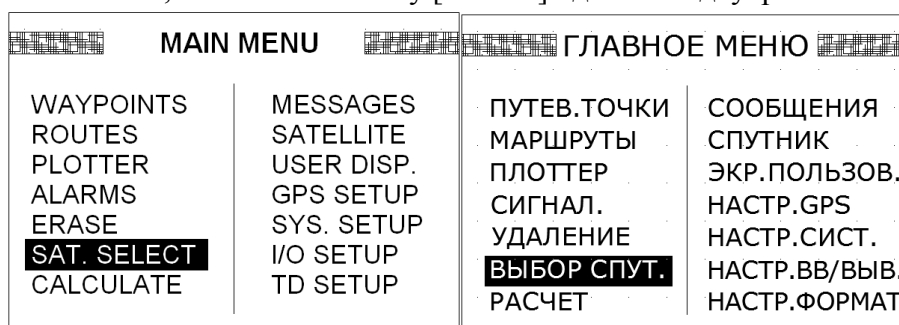 MAIN MENU
WAYPOINTS
ROUTES
PLOTTER
ALARMS
ERASE
SAT. SELECT
CALCULATE
MESSAGES
SATELLITE
USER DISP.
GPS SETUP
SYS. SETUP
I/O SETUP
TD SETUP
ГЛАВНОЕ МЕНЮ
ПУТЕВ.ТОЧКИ
МАРШРУТЫ
ПЛОТТЕР
СИГНАЛ.
УДАЛЕНИЕ
ВЫБОР СПУТ.
РАСЧЕТ
СООБЩЕНИЯ
СПУТНИК
ЭКР.ПОЛЬЗОВ.
НАСТР.GPS
НАСТР.СИСТ.
НАСТР.ВВ/ВЫВ.
НАСТР.ФОРМАТ